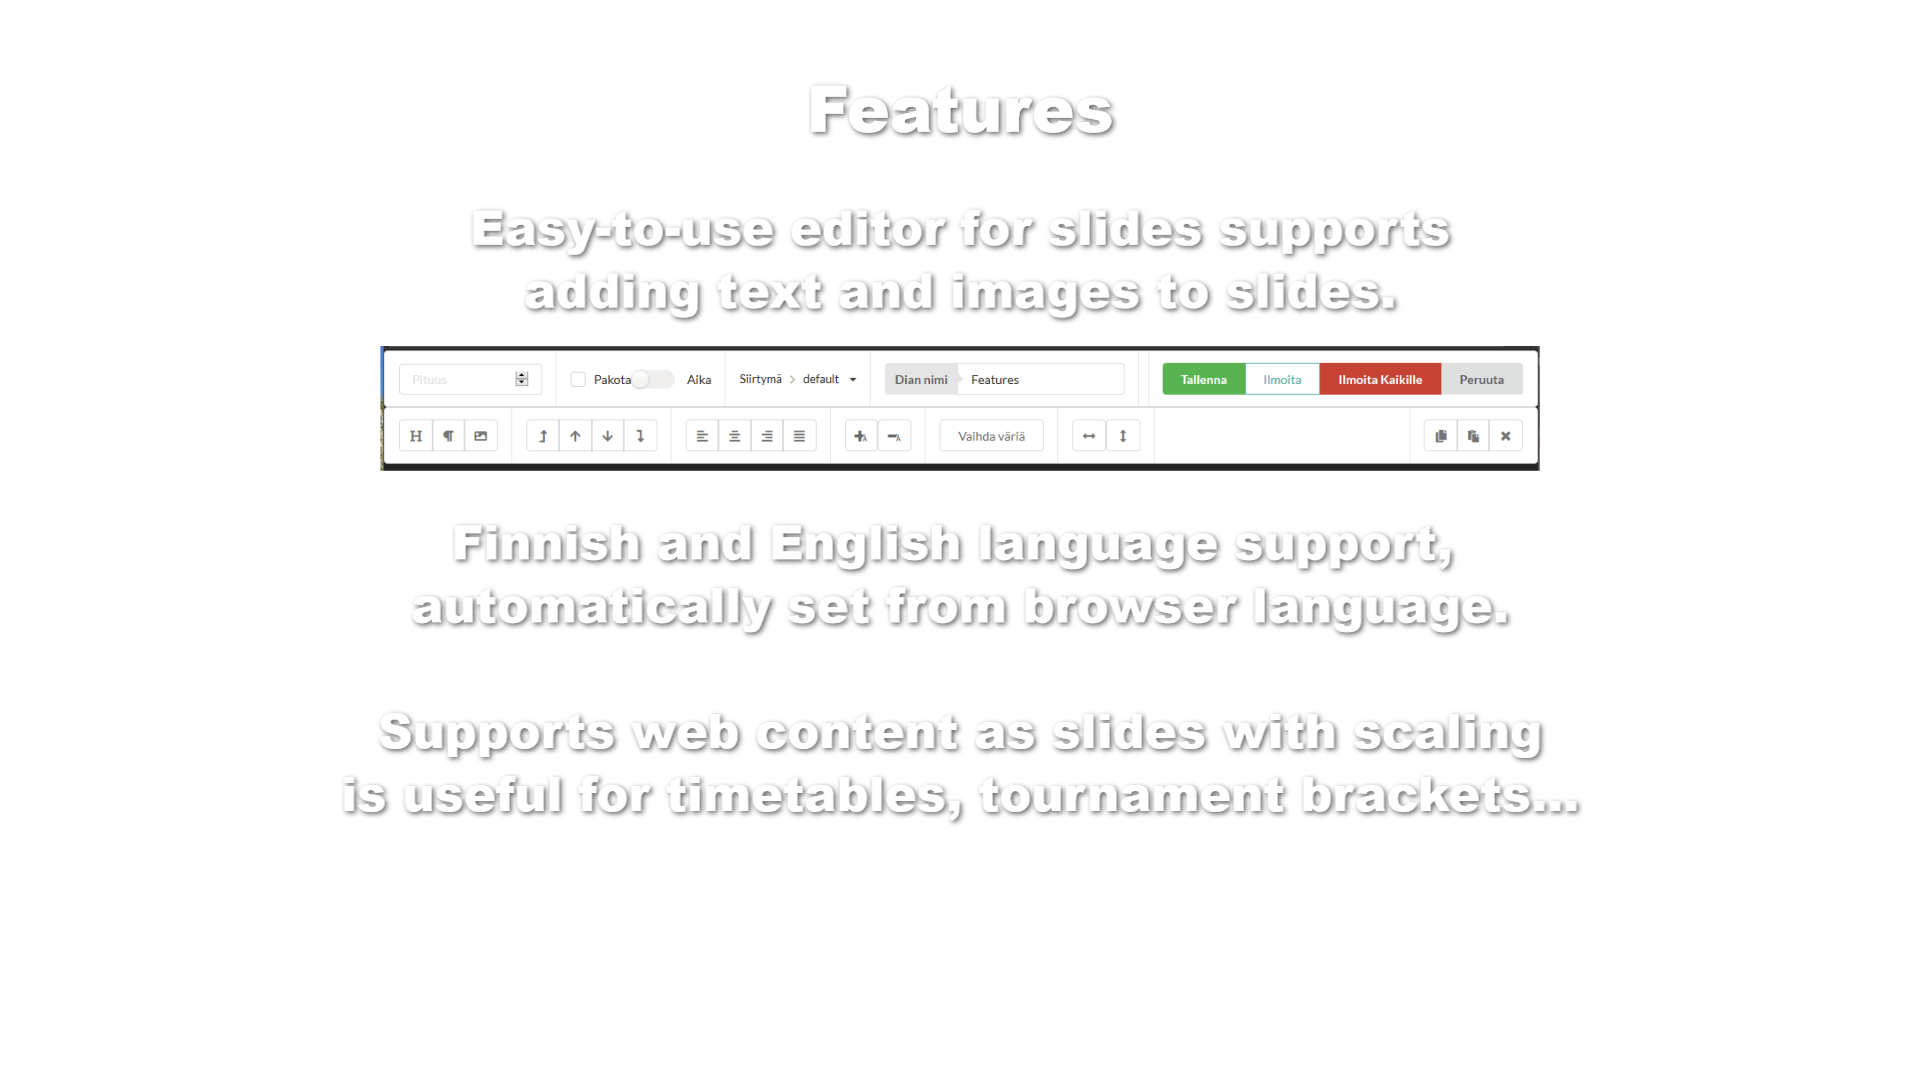 Features
Easy-to-use editor for slides supports
adding text and images to slides.
Pituus Pakota Aika Siirtymä > default Dian nimi Features Tallenna Ilmoita Ilmoita Kaikille Peruuta
H ¶ Vaihda väriä
Finnish and English language support,
automatically set from browser language.
Supports web content as slides with scaling
is useful for timetables, tournament brackets...